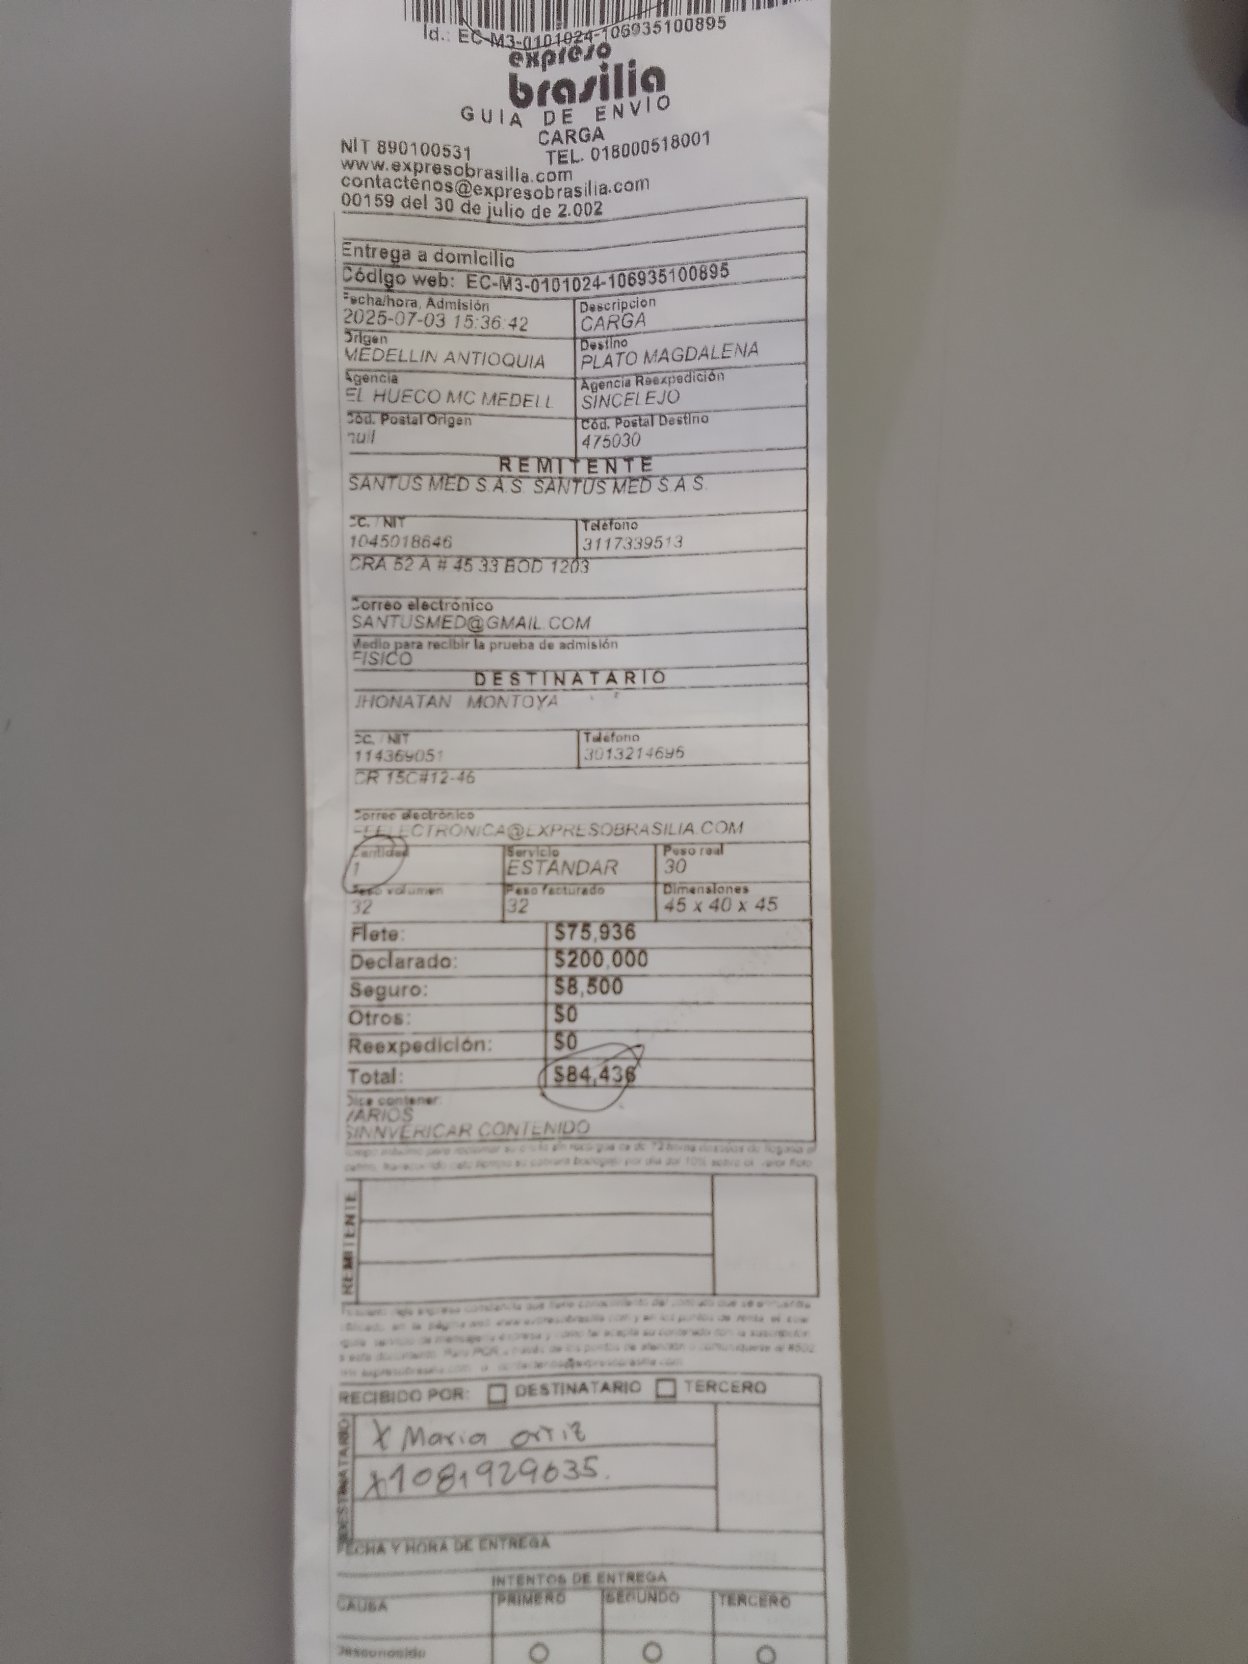 Id.: EC-M3-0101024-106935100895
expreso
brasilia
GUIA DE ENVIO
CARGA
NIT 890100531 TEL. 018000518001
www.expresobrasilia.com
contactenos@expresobrasilia.com
00159 del 30 de julio de 2.002
Entrega a domicilio
Código web: EC-M3-0101024-106935100895
Fecha/hora, Admisión Descripcion
2025-07-03 15:36:42 CARGA
Origen Destino
MEDELLIN ANTIOQUIA PLATO MAGDALENA
Agencia Agencia Reexpedición
EL HUECO MC MEDELL SINCELEJO
Cód. Postal Origen Cód. Postal Destino
null 475030
REMITENTE
SANTUS MED S.A.S. SANTUS MED S.A.S.
CC. / NIT Teléfono
1045018646 3117339513
CRA 52 A # 45 33 BOD 1203
Correo electrónico
SANTUSMED@GMAIL.COM
Medio para recibir la prueba de admisión
FISICO
DESTINATARIO
JHONATAN MONTOYA
CC. / NIT Teléfono
114369051 3013214696
CR 15C#12-46
Correo electrónico
FEELECTRONICA@EXPRESOBRASILIA.COM
Cantidad Servicio Peso real
1 ESTANDAR 30
Peso volumen Peso facturado Dimensiones
32 32 45 x 40 x 45
Flete: $75,936
Declarado: $200,000
Seguro: $8,500
Otros: $0
Reexpedición: $0
Total: $84,436
Dice contener:
VARIOS
SINNVERICAR CONTENIDO
REMITENTE
RECIBIDO POR: DESTINATARIO TERCERO
DESTINATARIO
X Maria ortiz
X1081929635.
FECHA Y HORA DE ENTREGA
INTENTOS DE ENTREGA
CAUSA PRIMERO SEGUNDO TERCERO
Desconocido